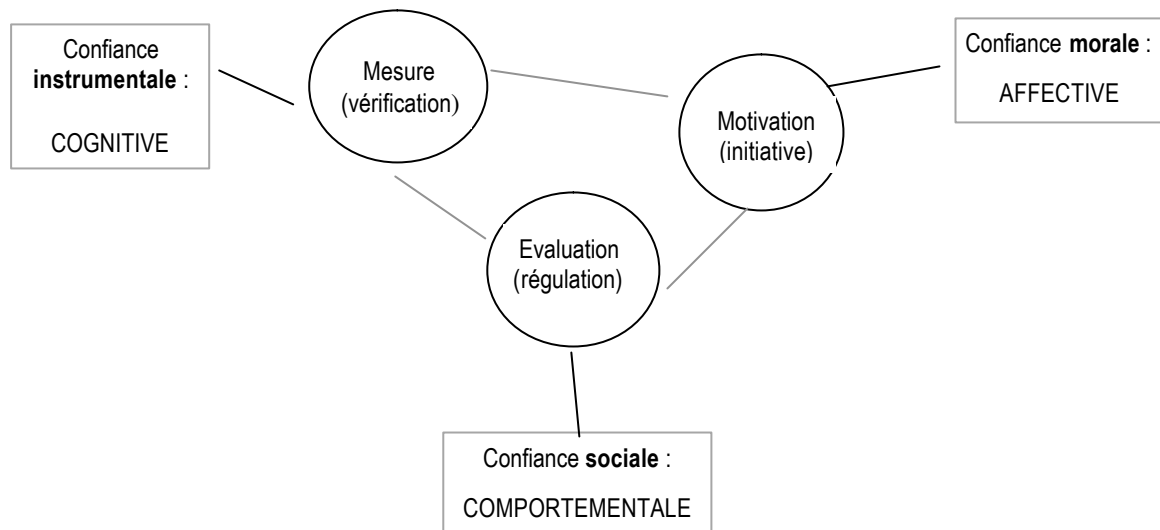 Confiance
instrumentale :
COGNITIVE
Mesure
(vérification)
Motivation
(initiative)
Confiance morale :
AFFECTIVE
Evaluation
(régulation)
Confiance sociale :
COMPORTEMENTALE